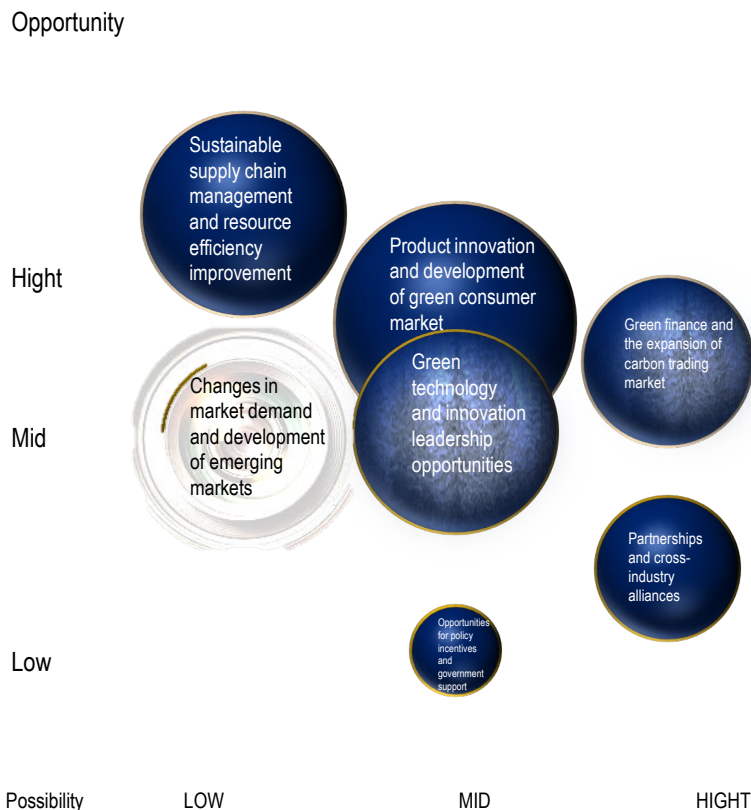 Opportunity
Sustainable
supply chain
management
and resource
efficiency
improvement
Product innovation
and development
of green consumer
market
Hight
Green finance and
the expansion of
carbon trading
market
Green
technology
and innovation
leadership
opportunities
Changes in
market demand
and development
of emerging
markets
Mid
Partnerships
and cross-
industry
alliances
Opportunities
for policy
incentives
and
government
support
Low
Possibility
LOW
MID
HIGHT